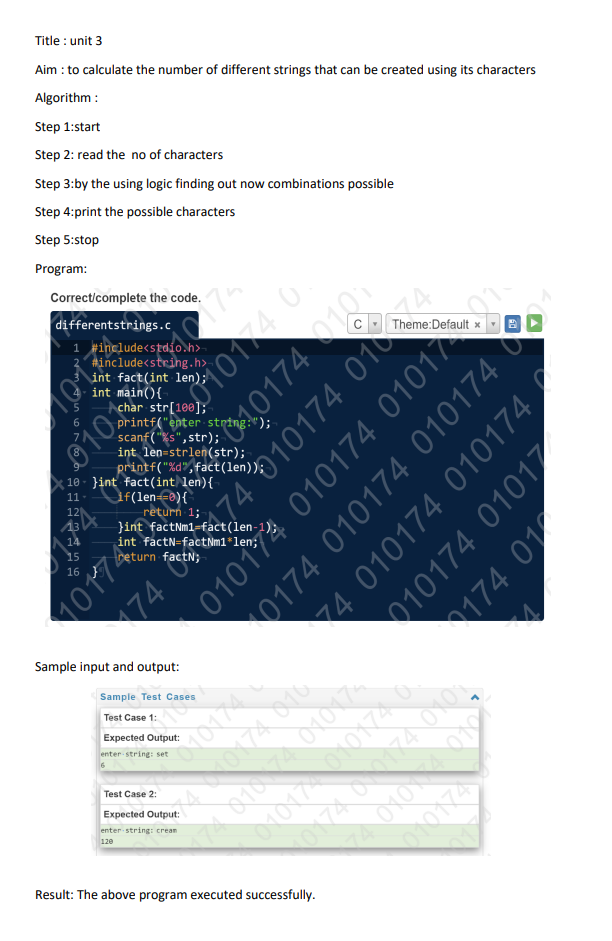 Title : unit 3
Aim : to calculate the number of different strings that can be created using its characters
Algorithm :
Step 1:start
Step 2: read the  no of characters
Step 3:by the using logic finding out now combinations possible
Step 4:print the possible characters
Step 5:stop
Program:
Correct/complete the code.
differentstrings.c
C
Theme:Default ×
1 #include<stdio.h>
2 #include<string.h>
3 int fact(int len);
4 int main(){
5 char str[100];
6 printf("enter string:");
7 scanf("%s",str);
8 int len=strlen(str);
9 printf("%d",fact(len));
10 }int fact(int len){
11 if(len==0){
12 return 1;
13 }int factNm1=fact(len-1);
14 int factN=factNm1*len;
15 return factN;
16 }
Sample input and output:
Sample Test Cases
Test Case 1:
Expected Output:
enter·string: set
6
Test Case 2:
Expected Output:
enter·string: cream
120
Result: The above program executed successfully.